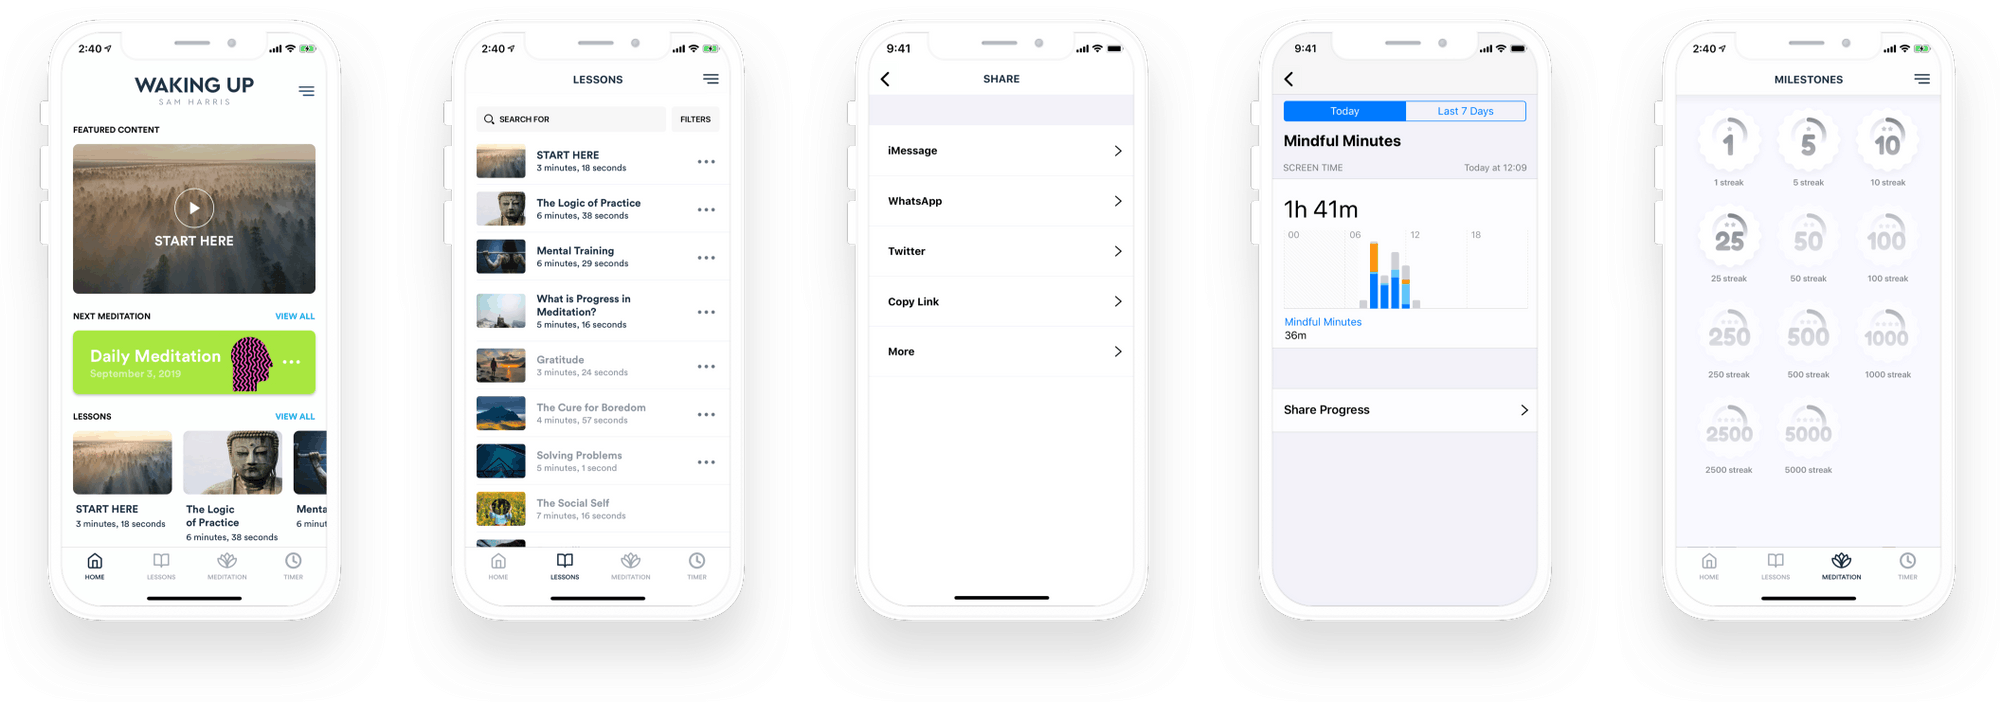 2:40
WAKING UP
SAM HARRIS
FEATURED CONTENT
START HERE
NEXT MEDITATION
VIEW ALL
Daily Meditation
September 3, 2019
LESSONS
VIEW ALL
START HERE
3 minutes, 18 seconds
The Logic
of Practice
6 minutes, 38 seconds
Menta
6 minut
HOME
LESSONS
MEDITATION
TIMER
2:40
LESSONS
SEARCH FOR
FILTERS
START HERE
3 minutes, 18 seconds
The Logic of Practice
6 minutes, 38 seconds
Mental Training
6 minutes, 29 seconds
What is Progress in
Meditation?
5 minutes, 16 seconds
Gratitude
3 minutes, 24 seconds
The Cure for Boredom
4 minutes, 57 seconds
Solving Problems
5 minutes, 1 second
The Social Self
7 minutes, 16 seconds
HOME
LESSONS
MEDITATION
TIMER
9:41
SHARE
iMessage
WhatsApp
Twitter
Copy Link
More
9:41
Today
Last 7 Days
Mindful Minutes
SCREEN TIME
Today at 12:09
1h 41m
00
06
12
18
Mindful Minutes
36m
Share Progress
2:40
MILESTONES
1
5
10
1 streak
5 streak
10 streak
25
50
100
25 streak
50 streak
100 streak
250
500
1000
250 streak
500 streak
1000 streak
2500
5000
2500 streak
5000 streak
HOME
LESSONS
MEDITATION
TIMER